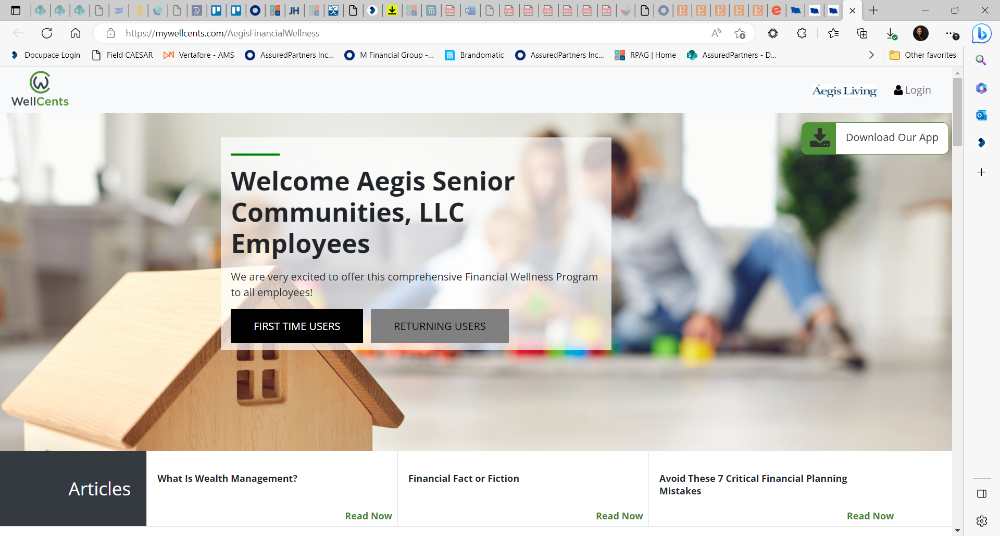 https://mywellcents.com/AegisFinancialWellness
Docupace Login
Field CAESAR
Vertafore - AMS
AssuredPartners Inc...
M Financial Group -...
Brandomatic
AssuredPartners Inc...
RPAG | Home
AssuredPartners - D...
Other favorites
WellCents
Aegis Living
Login
Download Our App
Welcome Aegis Senior
Communities, LLC
Employees
We are very excited to offer this comprehensive Financial Wellness Program
to all employees!
FIRST TIME USERS
RETURNING USERS
Articles
What Is Wealth Management?
Read Now
Financial Fact or Fiction
Read Now
Avoid These 7 Critical Financial Planning
Mistakes
Read Now